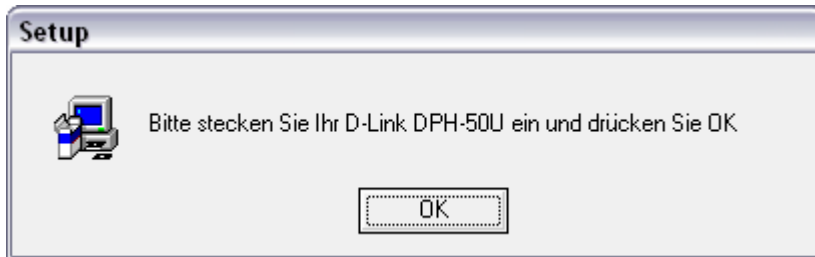 Setup
Bitte stecken Sie Ihr D-Link DPH-50U ein und drücken Sie OK
OK